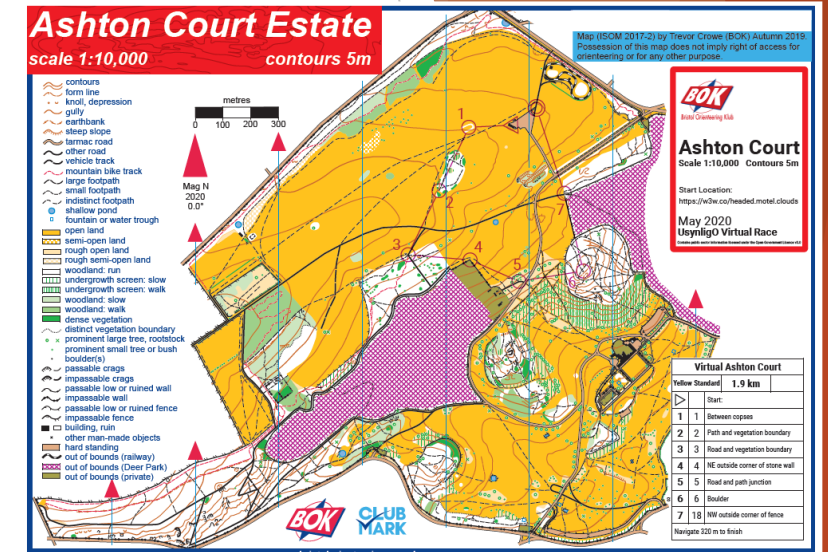 Ashton Court Estate
scale 1:10,000 contours 5m
Map (ISOM 2017-2) by Trevor Crowe (BOK) Autumn 2019.
Possession of this map does not imply right of access for
orienteering or for any other purpose.
contours
form line
knoll, depression
gully
earthbank
steep slope
tarmac road
other road
vehicle track
mountain bike track
large footpath
small footpath
indistinct footpath
shallow pond
fountain or water trough
open land
semi-open land
rough open land
rough semi-open land
woodland: run
undergrowth screen: slow
undergrowth screen: walk
woodland: slow
woodland: walk
dense vegetation
distinct vegetation boundary
prominent large tree, rootstock
prominent small tree or bush
boulder(s)
passable crags
impassable crags
passable low or ruined wall
impassable wall
passable low or ruined fence
impassable fence
building, ruin
other man-made objects
hard standing
out of bounds (railway)
out of bounds (Deer Park)
out of bounds (private)
metres
0 100 200 300
Mag N
2020
0.0°
1
2
3
4
5
6
7
BOK
Bristol Orienteering Klub
Ashton Court
Scale 1:10,000 Contours 5m
Start Location:
https://w3w.co/headed.motel.clouds
May 2020
UsynligO Virtual Race
Virtual Ashton Court
Yellow Standard 1.9 km
Start:
1 1 Between copses
2 2 Path and vegetation boundary
3 3 Road and vegetation boundary
4 4 NE outside corner of stone wall
5 5 Road and path junction
6 6 Boulder
7 18 NW outside corner of fence
Navigate 320 m to finish
BOK
CLUB
MARK